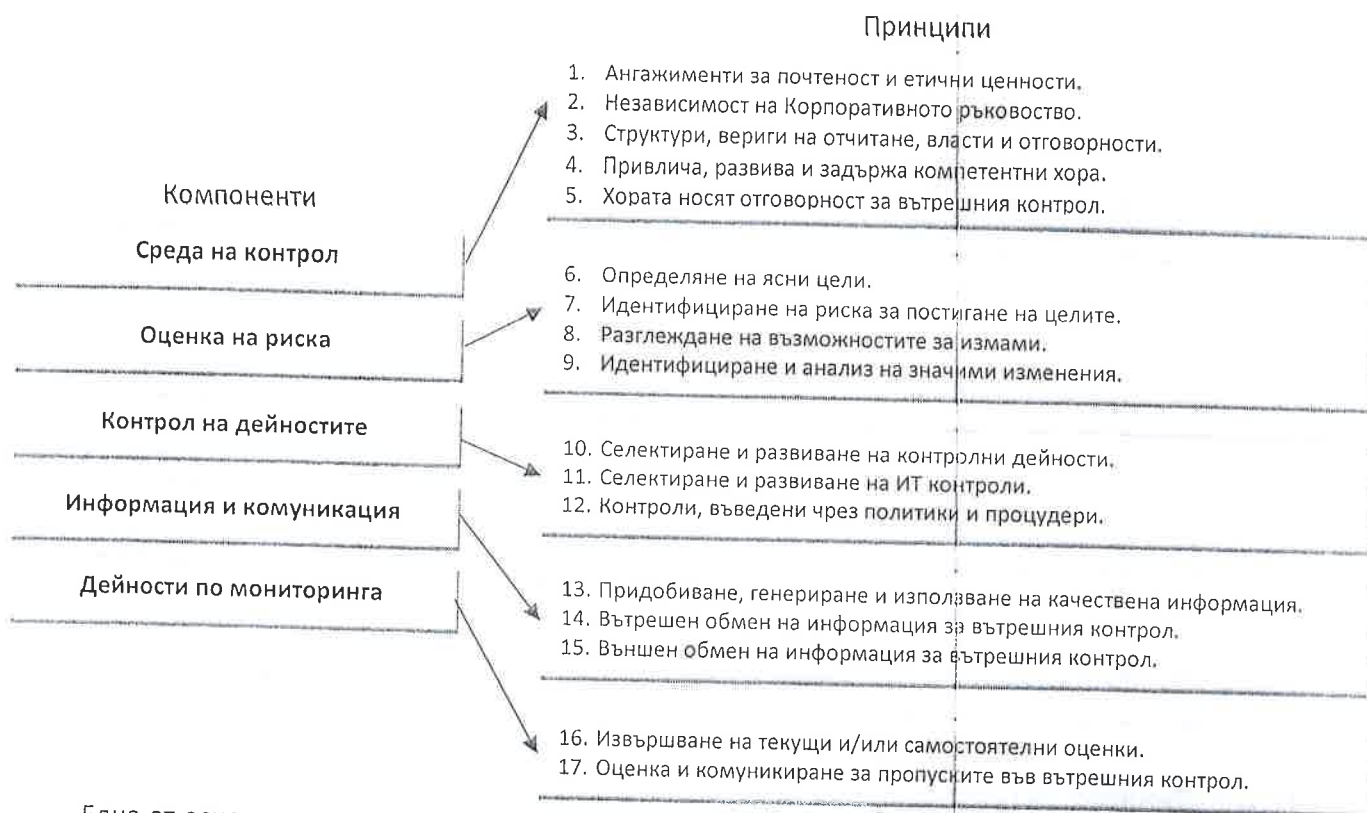 Принципи
1. Ангажименти за почтеност и етични ценности.
2. Независимост на Корпоративното ръковоство.
3. Структури, вериги на отчитане, власти и отговорности.
4. Привлича, развива и задържа компетентни хора.
5. Хората носят отговорност за вътрешния контрол.
Компоненти
Среда на контрол
Оценка на риска
Контрол на дейностите
Информация и комуникация
Дейности по мониторинга
6. Определяне на ясни цели.
7. Идентифициране на риска за постигане на целите.
8. Разглеждане на възможностите за измами.
9. Идентифициране и анализ на значими изменения.
10. Селектиране и развиване на контролни дейности.
11. Селектиране и развиване на ИТ контроли.
12. Контроли, въведени чрез политики и процудери.
13. Придобиване, генериране и използване на качествена информация.
14. Вътрешен обмен на информация за вътрешния контрол.
15. Външен обмен на информация за вътрешния контрол.
16. Извършване на текущи и/или самостоятелни оценки.
17. Оценка и комуникиране за пропуските във вътрешния контрол.